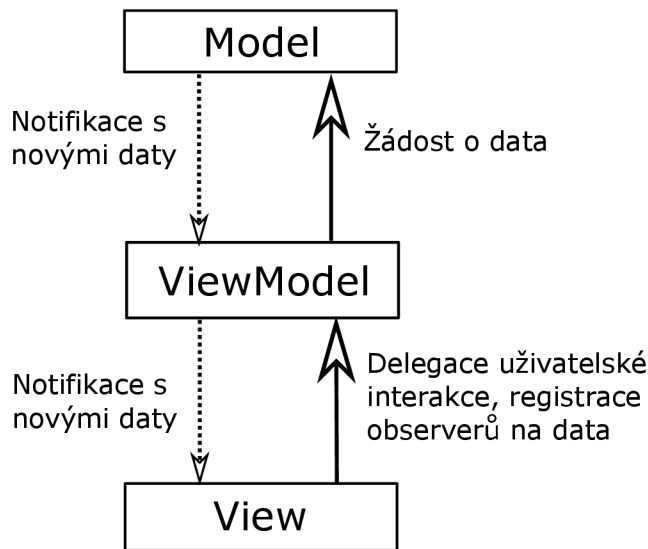 Model
Notifikace s
novými daty
Žádost o data
ViewModel
Notifikace s
novými daty
Delegace uživatelské
interakce, registrace
observerů na data
View